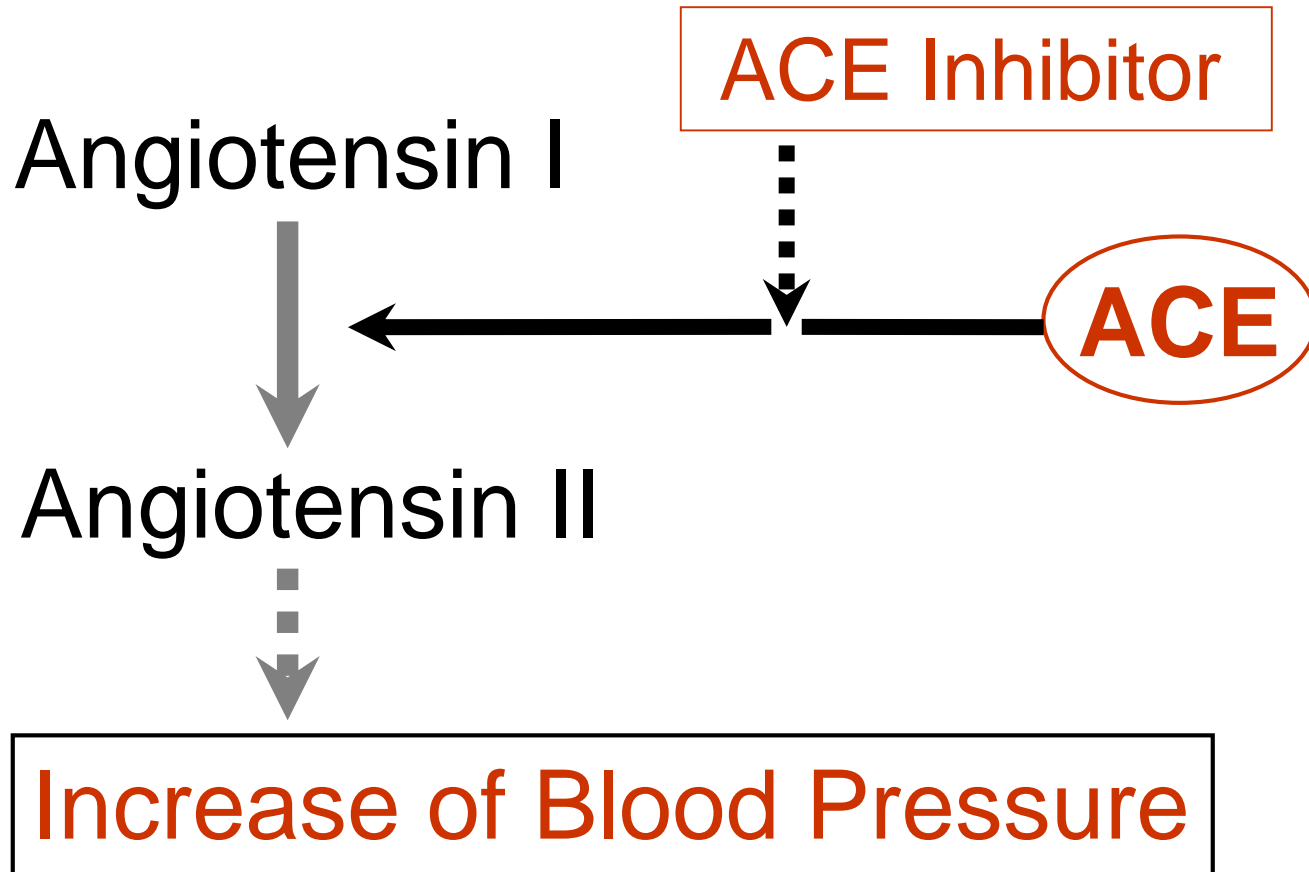 ACE Inhibitor
Angiotensin I
ACE
Angiotensin II
Increase of Blood Pressure